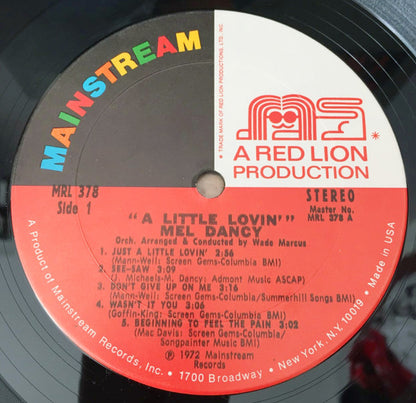 MAINSTREAM
* TRADE MARK OF RED LION PRODUCTIONS, LTD. INC.
A RED LION
PRODUCTION
MRL 378
Side 1
STEREO
Master No.
MRL 378 A
"A LITTLE LOVIN'"
MEL DANCY
Orch. Arranged & Conducted by Wade Marcus
1. JUST A LITTLE LOVIN' 2:56
(Mann-Weil: Screen Gems-Columbia BMI)
2. SEE-SAW 3:09
(J. Michaels-M. Dancy: Admont Music ASCAP)
3. DON'T GIVE UP ON ME 3:16
(Mann-Weil: Screen Gems-Columbia/Summerhill Songs BMI)
4. WASN'T IT YOU 3:06
(Goffin-King: Screen Gems-Columbia BMI)
5. BEGINNING TO FEEL THE PAIN 3:02
(Mac Davis: Screen Gems-Columbia/
Songpainter Music BMI)
℗ 1972 Mainstream
Records
A Product of Mainstream Records, Inc. • 1700 Broadway • New York, N.Y. 10019 • Made in USA